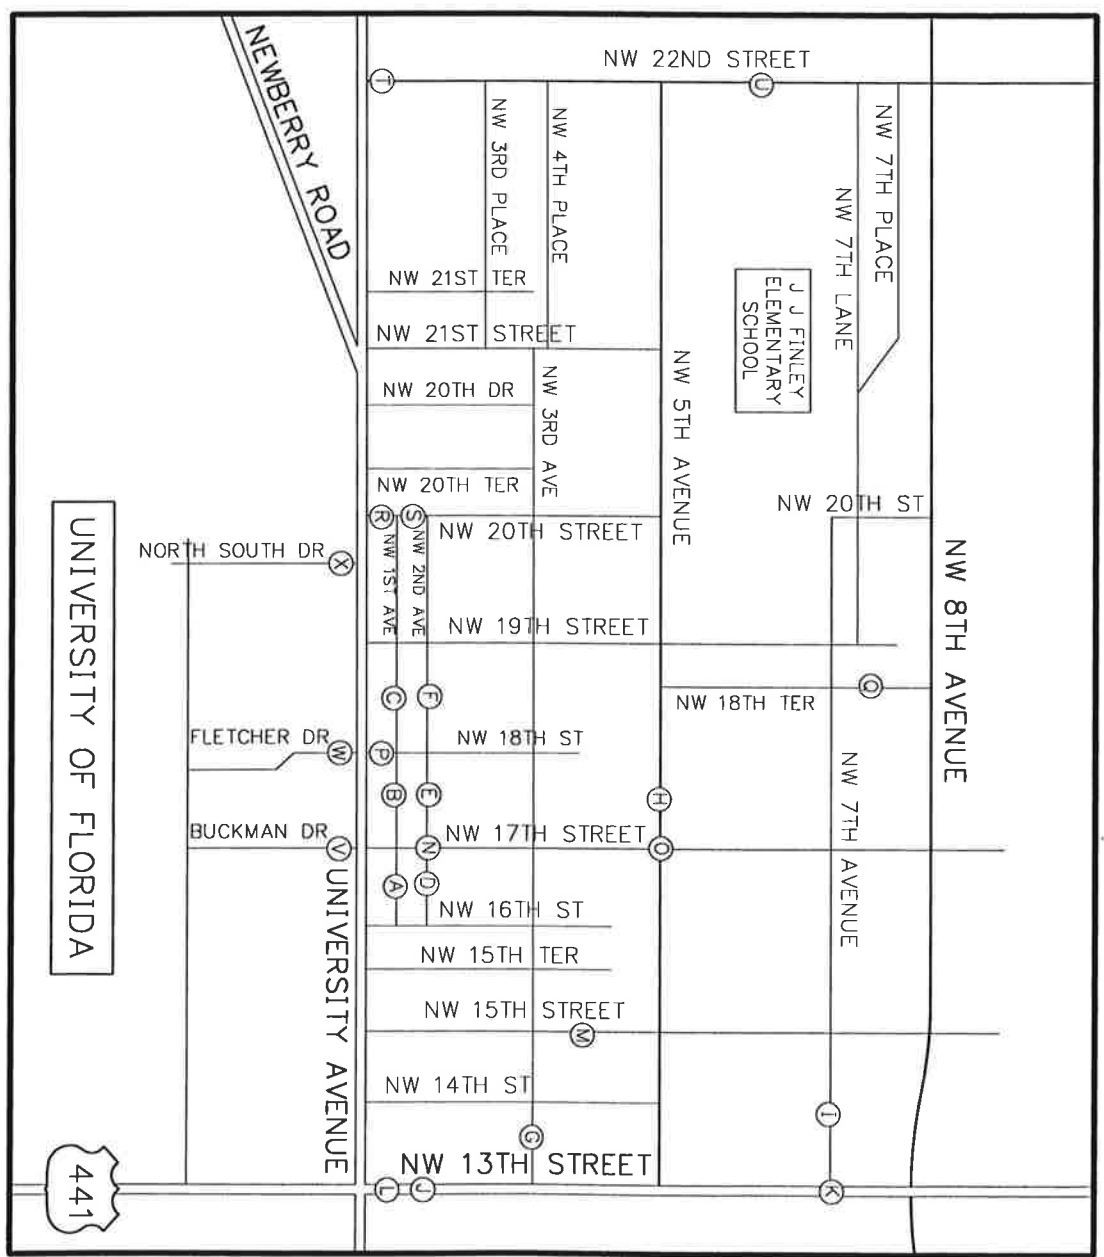 NW 22ND STREET
T
U
NEWBERRY ROAD
NW 3RD PLACE
NW 4TH PLACE
NW 7TH PLACE
NW 7TH LANE
J J FINLEY
ELEMENTARY
SCHOOL
NW 21ST TER
NW 21ST STREET
NW 20TH DR
NW 3RD AVE
NW 5TH AVENUE
NW 20TH TER
NW 20TH ST
R
S
NW 20TH STREET
NW 1ST AVE
NW 2ND AVE
NW 8TH AVENUE
NORTH SOUTH DR
X
NW 19TH STREET
C
F
Q
NW 18TH TER
FLETCHER DR
W
P
NW 18TH ST
B
E
H
NW 7TH AVENUE
BUCKMAN DR
V
NW 17TH STREET
N
O
A
D
NW 16TH ST
UNIVERSITY AVENUE
UNIVERSITY OF FLORIDA
NW 15TH TER
NW 15TH STREET
M
NW 14TH ST
I
G
NW 13TH STREET
L
J
K
441